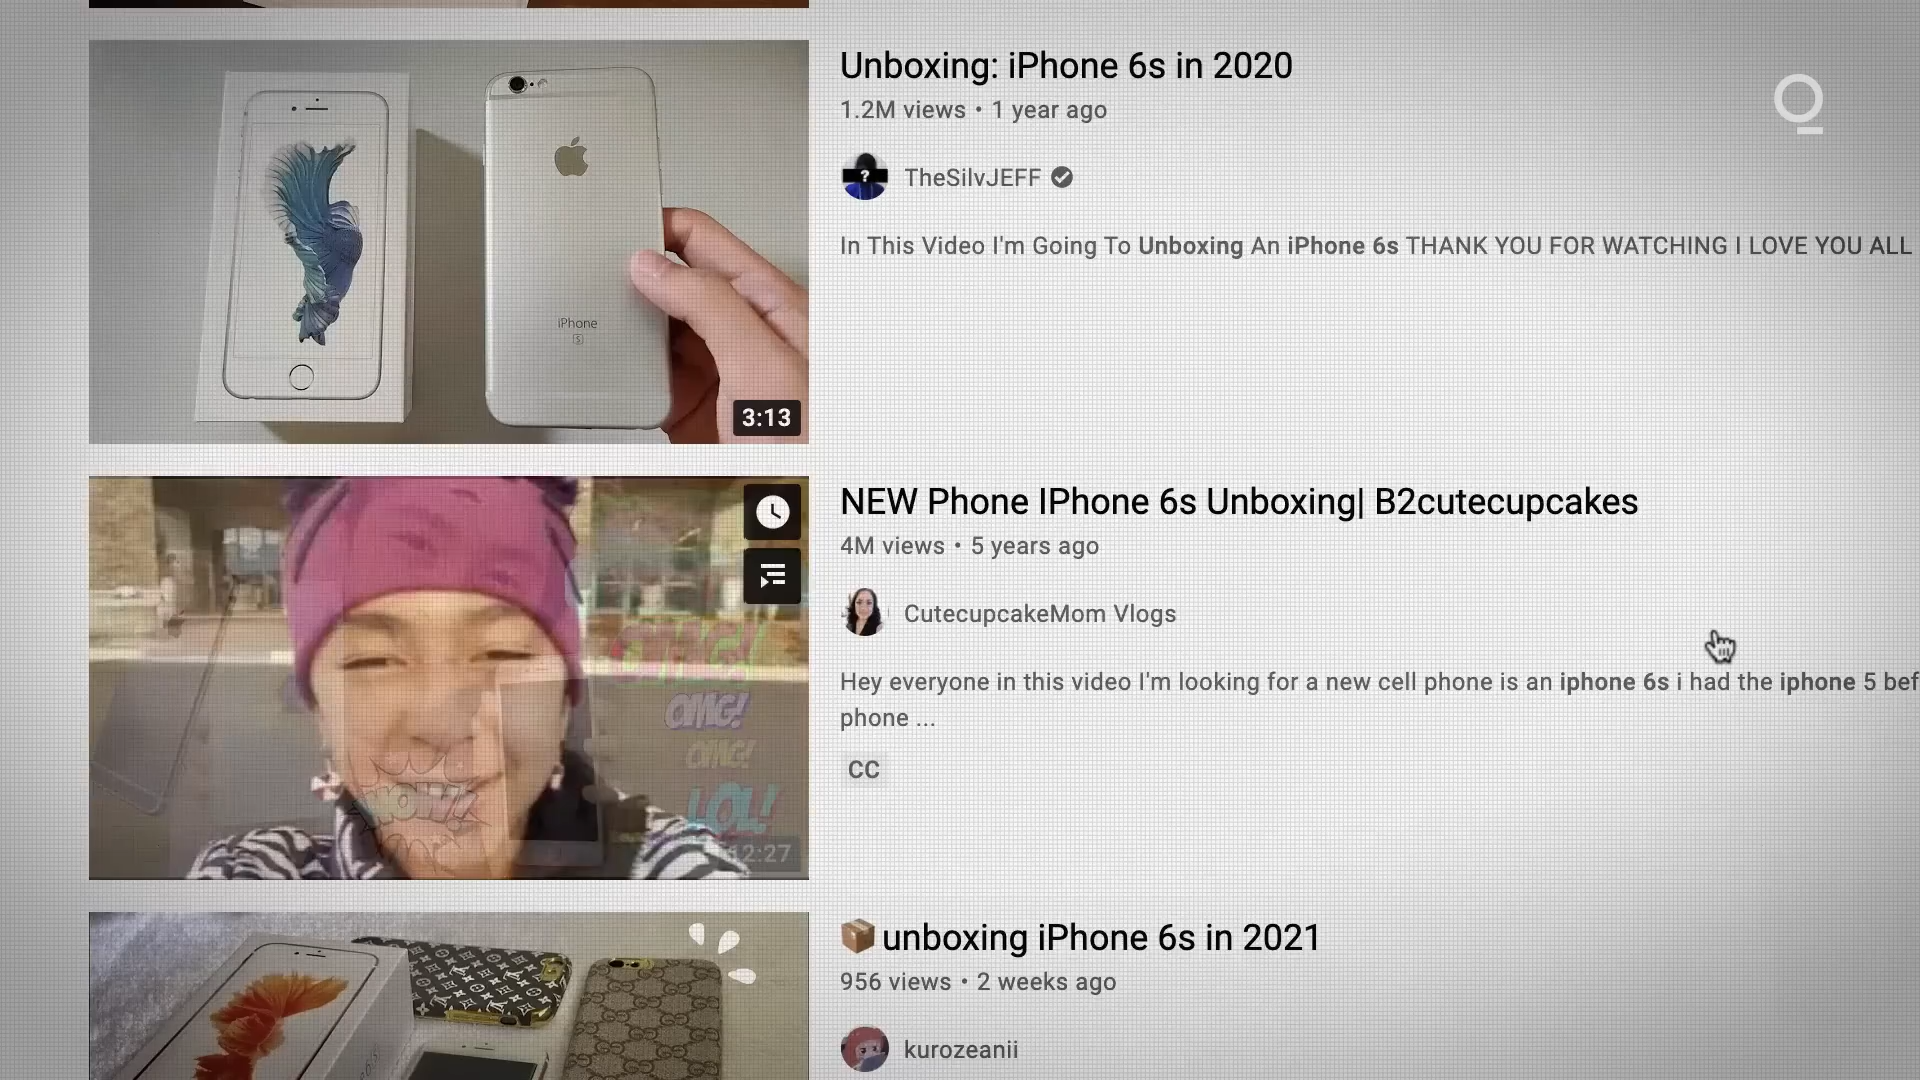 Unboxing: iPhone 6s in 2020
1.2M views • 1 year ago
?
TheSilvJEFF
In This Video I'm Going To Unboxing An iPhone 6s THANK YOU FOR WATCHING I LOVE YOU ALL
iPhone
S
3:13
NEW Phone IPhone 6s Unboxing| B2cutecupcakes
4M views • 5 years ago
CutecupcakeMom Vlogs
Hey everyone in this video I'm looking for a new cell phone is an iphone 6s i had the iphone 5 bef
phone ...
CC
OMG!
OMG!
OMG!
WOW!
LOL!
12:27
📦 unboxing iPhone 6s in 2021
956 views • 2 weeks ago
kurozeanii